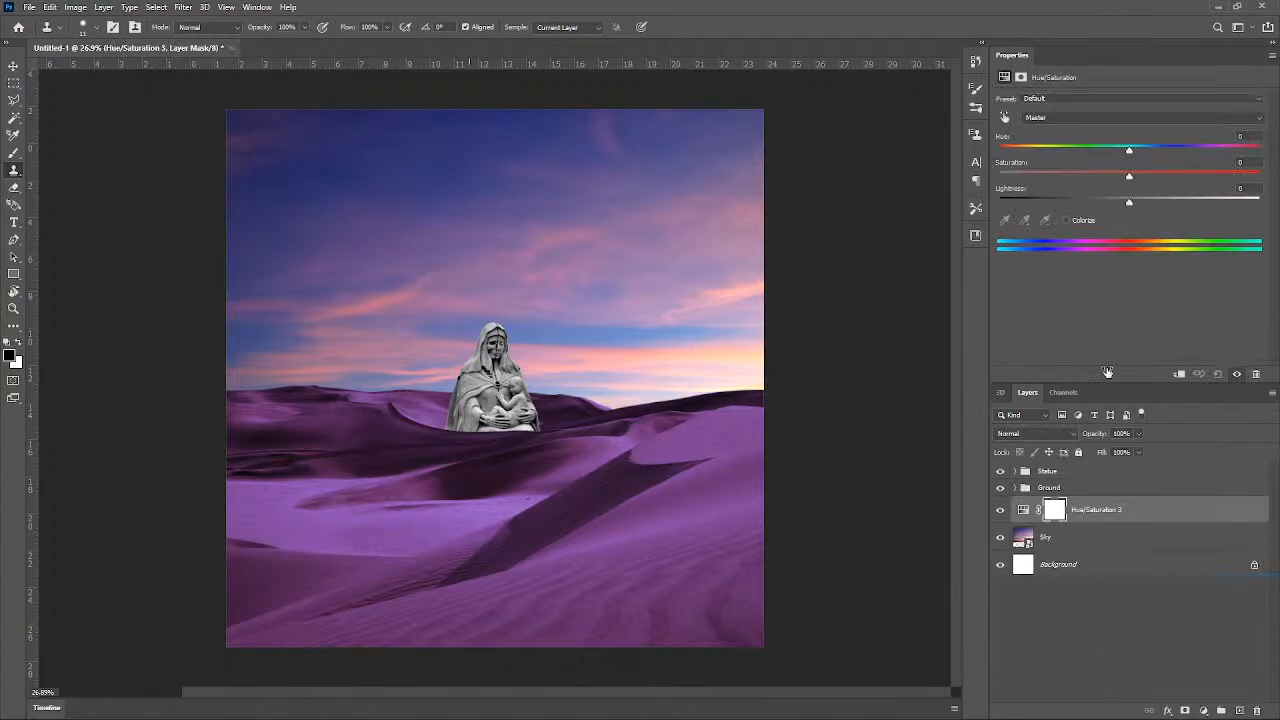 Ps File Edit Image Layer Type Select Filter 3D View Window Help
Mode: Normal Opacity: 100% Flow: 100% 0° Aligned Sample: Current Layer
11
Untitled-1 @ 26.9% (Hue/Saturation 3, Layer Mask/8) *
Properties
Hue/Saturation
Preset: Default
Master
Hue: 0
Saturation: 0
Lightness: 0
Colorize
3D Layers Channels
Kind
Normal Opacity: 100%
Lock: Fill: 100%
Statue
Ground
Hue/Saturation 3
Sky
Background
26.89%
Timeline